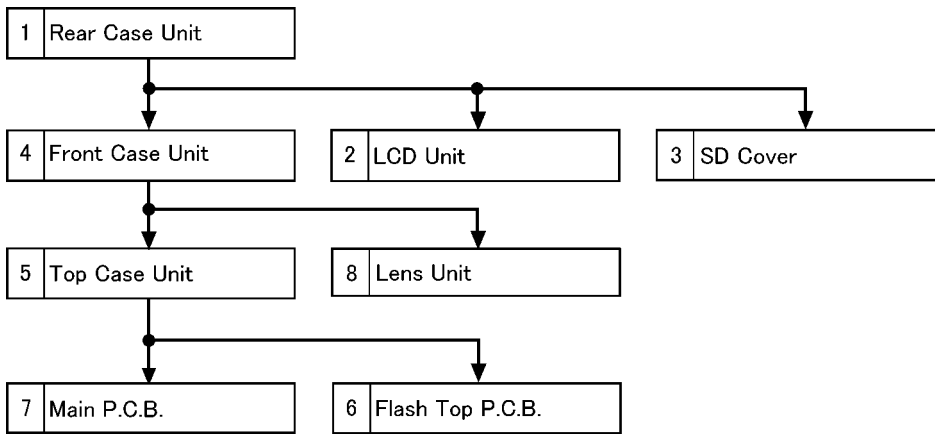 1 Rear Case Unit
4 Front Case Unit
2 LCD Unit
3 SD Cover
5 Top Case Unit
8 Lens Unit
7 Main P.C.B.
6 Flash Top P.C.B.